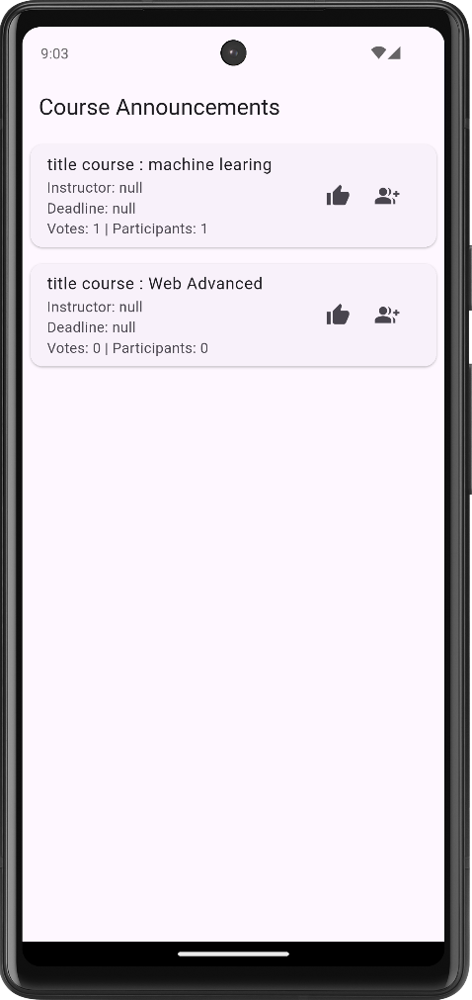 9:03
Course Announcements
title course : machine learing
Instructor: null
Deadline: null
Votes: 1 | Participants: 1
title course : Web Advanced
Instructor: null
Deadline: null
Votes: 0 | Participants: 0